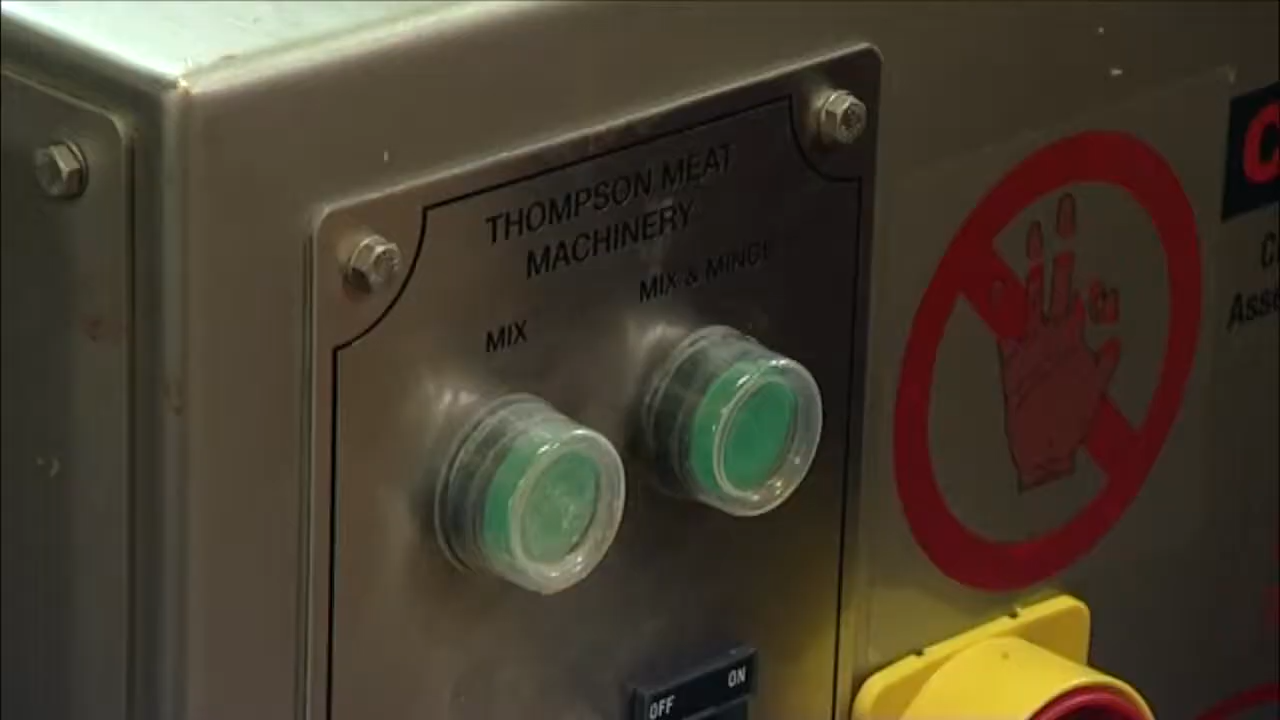 THOMPSON MEAT
MACHINERY
MIX & MINCE
MIX
OFF
ON